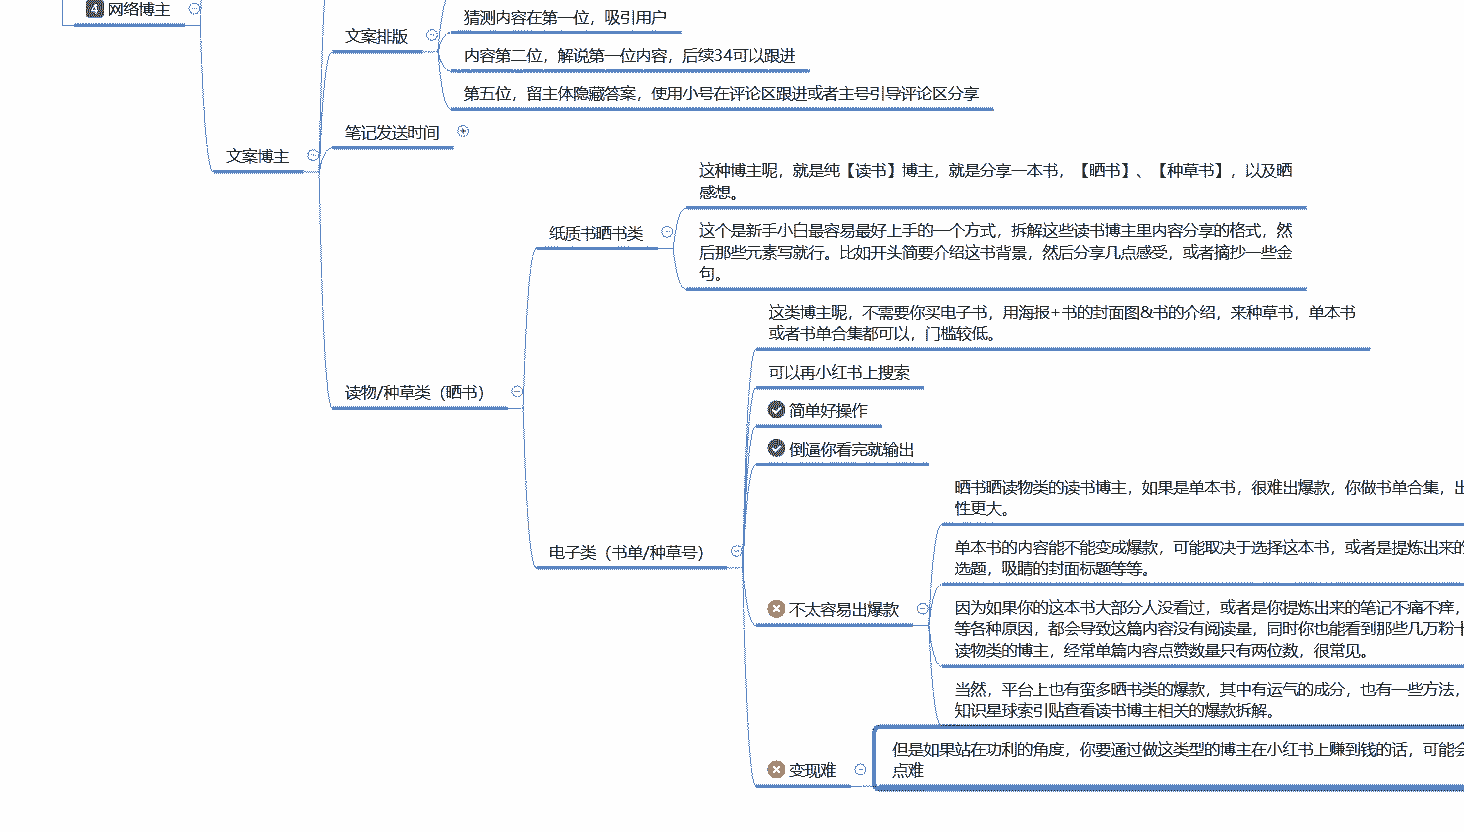 4 网络博主
文案排版
猜测内容在第一位，吸引用户
内容第二位，解说第一位内容，后续34可以跟进
第五位，留主体隐藏答案，使用小号在评论区跟进或者主号引导评论区分享
文案博主
笔记发送时间
读物/种草类（晒书）
纸质书晒书类
这种博主呢，就是纯【读书】博主，就是分享一本书，【晒书】、【种草书】，以及晒
感想。
这个是新手小白最容易最好上手的一个方式，拆解这些读书博主里内容分享的格式，然
后那些元素写就行。比如开头简要介绍这书背景，然后分享几点感受，或者摘抄一些金
句。
电子类（书单/种草号）
这类博主呢，不需要你买电子书，用海报+书的封面图&书的介绍，来种草书，单本书
或者书单合集都可以，门槛较低。
可以再小红书上搜索
简单好操作
倒逼你看完就输出
不太容易出爆款
晒书晒读物类的读书博主，如果是单本书，很难出爆款，你做书单合集，出
性更大。
单本书的内容能不能变成爆款，可能取决于选择这本书，或者是提炼出来的
选题，吸睛的封面标题等等。
因为如果你的这本书大部分人没看过，或者是你提炼出来的笔记不痛不痒，
等各种原因，都会导致这篇内容没有阅读量，同时你也能看到那些几万粉十
读物类的博主，经常单篇内容点赞数量只有两位数，很常见。
当然，平台上也有蛮多晒书类的爆款，其中有运气的成分，也有一些方法，
知识星球索引贴查看读书博主相关的爆款拆解。
变现难
但是如果站在功利的角度，你要通过做这类型的博主在小红书上赚到钱的话，可能会
点难